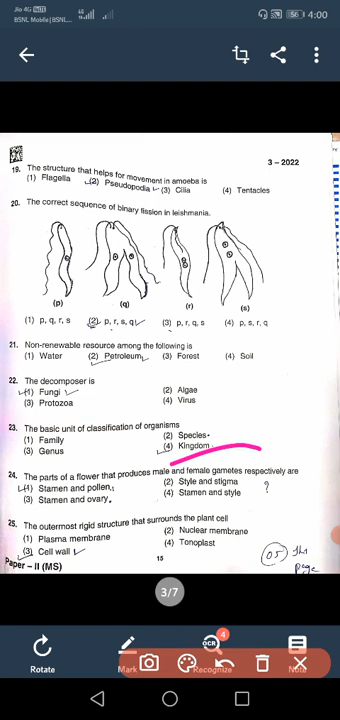 Jio 4G VoLTE
BSNL Mobile | BSNL...
4G
56
4:00
3 – 2022
19. The structure that helps for movement in amoeba is
(1) Flagella (2) Pseudopodia (3) Cilia (4) Tentacles
20. The correct sequence of binary fission in leishmania.
(p) (q) (r) (s)
(1) p, q, r, s (2) p, r, s, q (3) p, r, q, s (4) p, s, r, q
21. Non-renewable resource among the following is
(1) Water (2) Petroleum (3) Forest (4) Soil
22. The decomposer is
(1) Fungi (2) Algae
(3) Protozoa (4) Virus
23. The basic unit of classification of organisms
(1) Family (2) Species
(3) Genus (4) Kingdom
24. The parts of a flower that produces male and female gametes respectively are
(1) Stamen and pollen (2) Style and stigma ?
(3) Stamen and ovary (4) Stamen and style
25. The outermost rigid structure that surrounds the plant cell
(1) Plasma membrane (2) Nuclear membrane
(3) Cell wall (4) Tonoplast
Paper – II (MS)
15
05
page
3/7
4
OCR
Rotate Mark Recognize Note